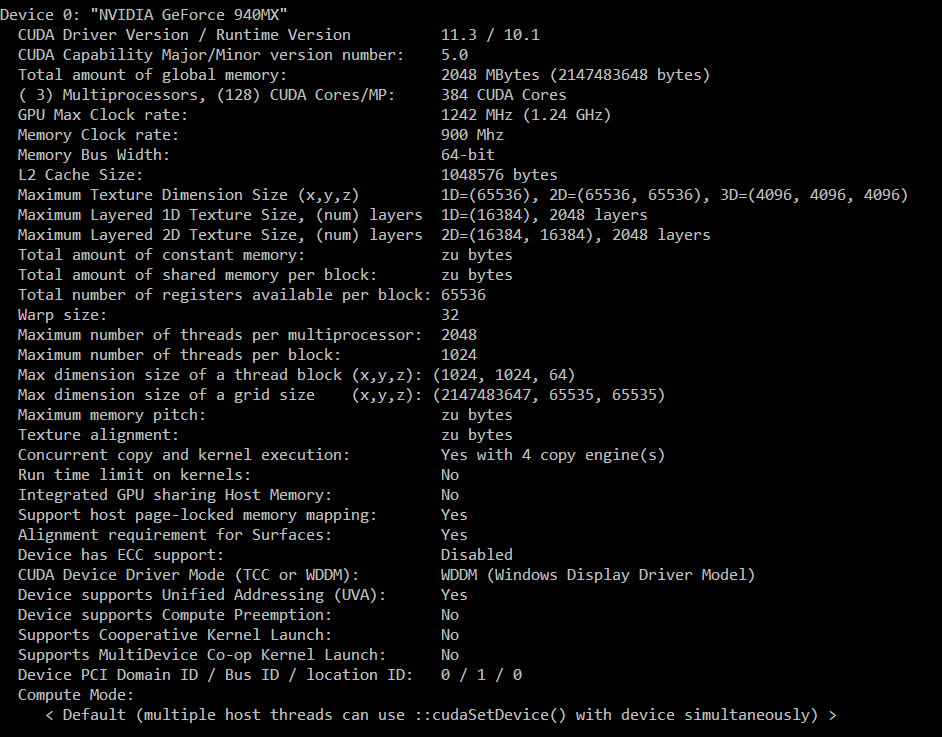 Device 0: "NVIDIA GeForce 940MX"
  CUDA Driver Version / Runtime Version          11.3 / 10.1
  CUDA Capability Major/Minor version number:    5.0
  Total amount of global memory:                 2048 MBytes (2147483648 bytes)
  ( 3) Multiprocessors, (128) CUDA Cores/MP:     384 CUDA Cores
  GPU Max Clock rate:                            1242 MHz (1.24 GHz)
  Memory Clock rate:                             900 Mhz
  Memory Bus Width:                              64-bit
  L2 Cache Size:                                 1048576 bytes
  Maximum Texture Dimension Size (x,y,z)         1D=(65536), 2D=(65536, 65536), 3D=(4096, 4096, 4096)
  Maximum Layered 1D Texture Size, (num) layers  1D=(16384), 2048 layers
  Maximum Layered 2D Texture Size, (num) layers  2D=(16384, 16384), 2048 layers
  Total amount of constant memory:               zu bytes
  Total amount of shared memory per block:       zu bytes
  Total number of registers available per block: 65536
  Warp size:                                     32
  Maximum number of threads per multiprocessor:  2048
  Maximum number of threads per block:           1024
  Max dimension size of a thread block (x,y,z): (1024, 1024, 64)
  Max dimension size of a grid size    (x,y,z): (2147483647, 65535, 65535)
  Maximum memory pitch:                          zu bytes
  Texture alignment:                             zu bytes
  Concurrent copy and kernel execution:          Yes with 4 copy engine(s)
  Run time limit on kernels:                     No
  Integrated GPU sharing Host Memory:            No
  Support host page-locked memory mapping:       Yes
  Alignment requirement for Surfaces:            Yes
  Device has ECC support:                        Disabled
  CUDA Device Driver Mode (TCC or WDDM):         WDDM (Windows Display Driver Model)
  Device supports Unified Addressing (UVA):      Yes
  Device supports Compute Preemption:            No
  Supports Cooperative Kernel Launch:            No
  Supports MultiDevice Co-op Kernel Launch:      No
  Device PCI Domain ID / Bus ID / location ID:   0 / 1 / 0
  Compute Mode:
     < Default (multiple host threads can use ::cudaSetDevice() with device simultaneously) >